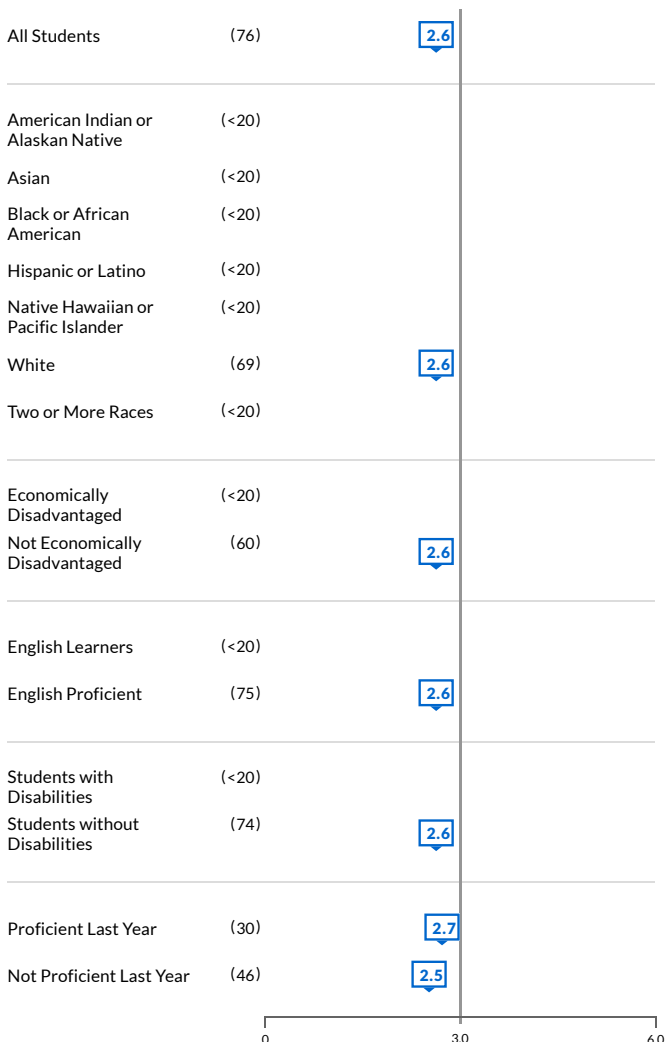 All Students (76) 2.6
American Indian or (<20)
Alaskan Native
Asian (<20)
Black or African (<20)
American
Hispanic or Latino (<20)
Native Hawaiian or (<20)
Pacific Islander
White (69) 2.6
Two or More Races (<20)
Economically (<20)
Disadvantaged
Not Economically (60) 2.6
Disadvantaged
English Learners (<20)
English Proficient (75) 2.6
Students with (<20)
Disabilities
Students without (74) 2.6
Disabilities
Proficient Last Year (30) 2.7
Not Proficient Last Year (46) 2.5
0 3.0 6.0